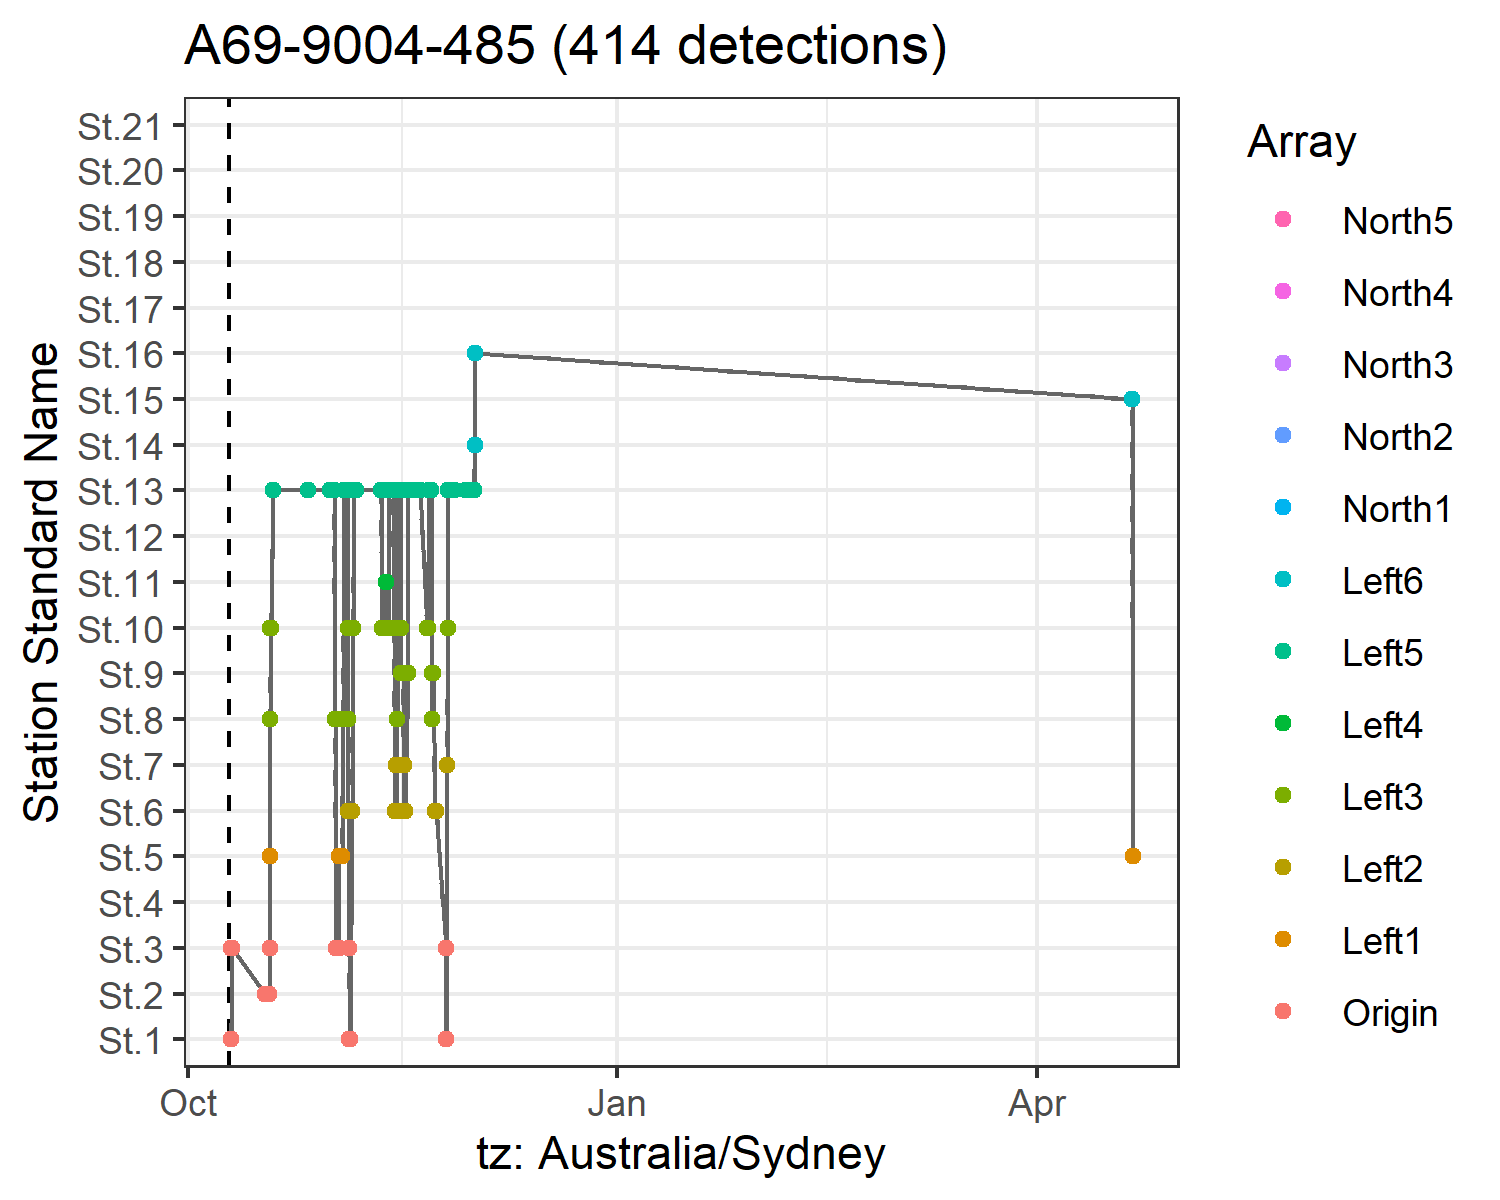 A69-9004-485 (414 detections)
Station Standard Name
St.21
St.20
St.19
St.18
St.17
St.16
St.15
St.14
St.13
St.12
St.11
St.10
St.9
St.8
St.7
St.6
St.5
St.4
St.3
St.2
St.1
Oct
Jan
Apr
tz: Australia/Sydney
Array
North5
North4
North3
North2
North1
Left6
Left5
Left4
Left3
Left2
Left1
Origin